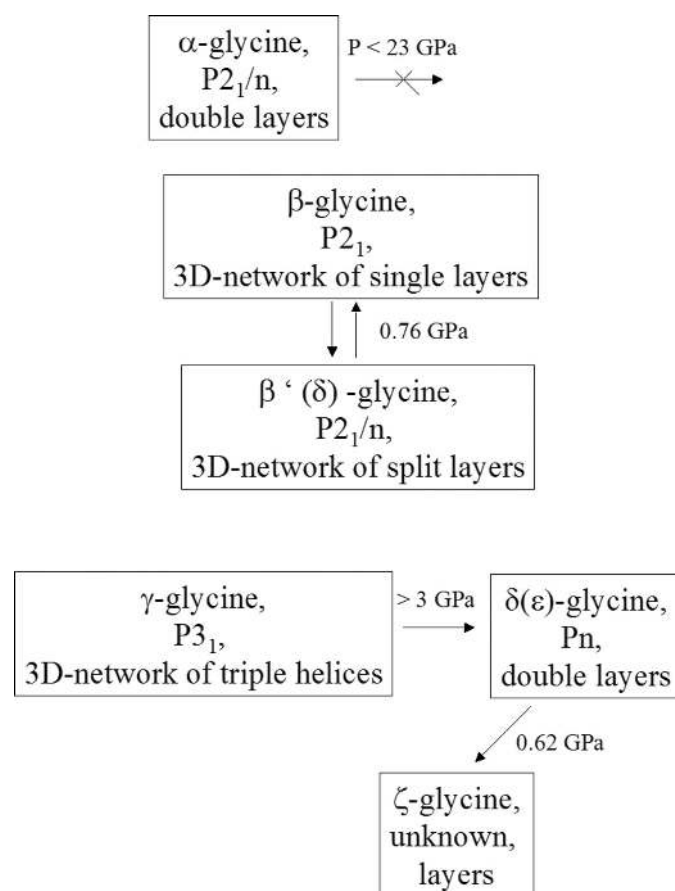 α-glycine,
P2₁/n,
double layers
P < 23 GPa
β-glycine,
P2₁,
3D-network of single layers
0.76 GPa
β ‘ (δ) -glycine,
P2₁/n,
3D-network of split layers
γ-glycine,
P3₁,
3D-network of triple helices
> 3 GPa
δ(ε)-glycine,
Pn,
double layers
0.62 GPa
ζ-glycine,
unknown,
layers